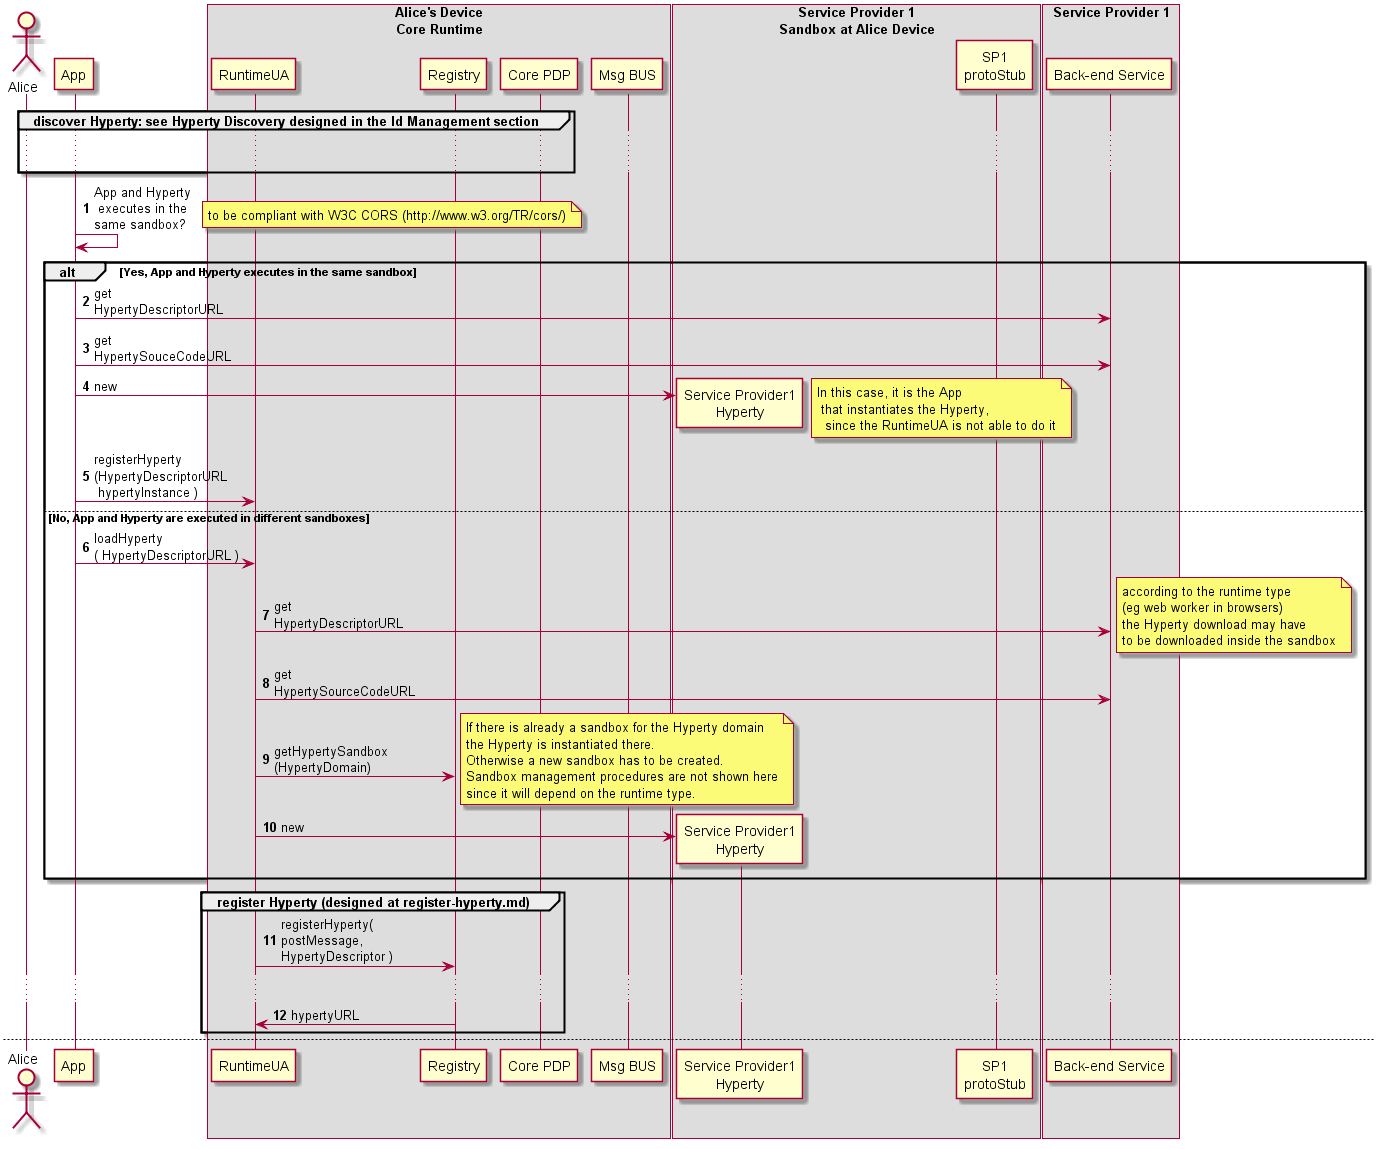 Alice's Device
Core Runtime
Service Provider 1
Sandbox at Alice Device
Service Provider 1
Alice
App
RuntimeUA
Registry
Core PDP
Msg BUS
SP1
protoStub
Back-end Service
discover Hyperty: see Hyperty Discovery designed in the Id Management section
1
App and Hyperty
executes in the
same sandbox?
to be compliant with W3C CORS (http://www.w3.org/TR/cors/)
alt [Yes, App and Hyperty executes in the same sandbox]
2
get
HypertyDescriptorURL
3
get
HypertySouceCodeURL
4 new
Service Provider1
Hyperty
In this case, it is the App
that instantiates the Hyperty,
since the RuntimeUA is not able to do it
5
registerHyperty
(HypertyDescriptorURL
hypertyInstance )
[No, App and Hyperty are executed in different sandboxes]
6
loadHyperty
( HypertyDescriptorURL )
7
get
HypertyDescriptorURL
according to the runtime type
(eg web worker in browsers)
the Hyperty download may have
to be downloaded inside the sandbox
8
get
HypertySourceCodeURL
9
getHypertySandbox
(HypertyDomain)
If there is already a sandbox for the Hyperty domain
the Hyperty is instantiated there.
Otherwise a new sandbox has to be created.
Sandbox management procedures are not shown here
since it will depend on the runtime type.
10 new
Service Provider1
Hyperty
register Hyperty (designed at register-hyperty.md)
11
registerHyperty(
postMessage,
HypertyDescriptor )
12 hypertyURL
Alice
App
RuntimeUA
Registry
Core PDP
Msg BUS
Service Provider1
Hyperty
SP1
protoStub
Back-end Service